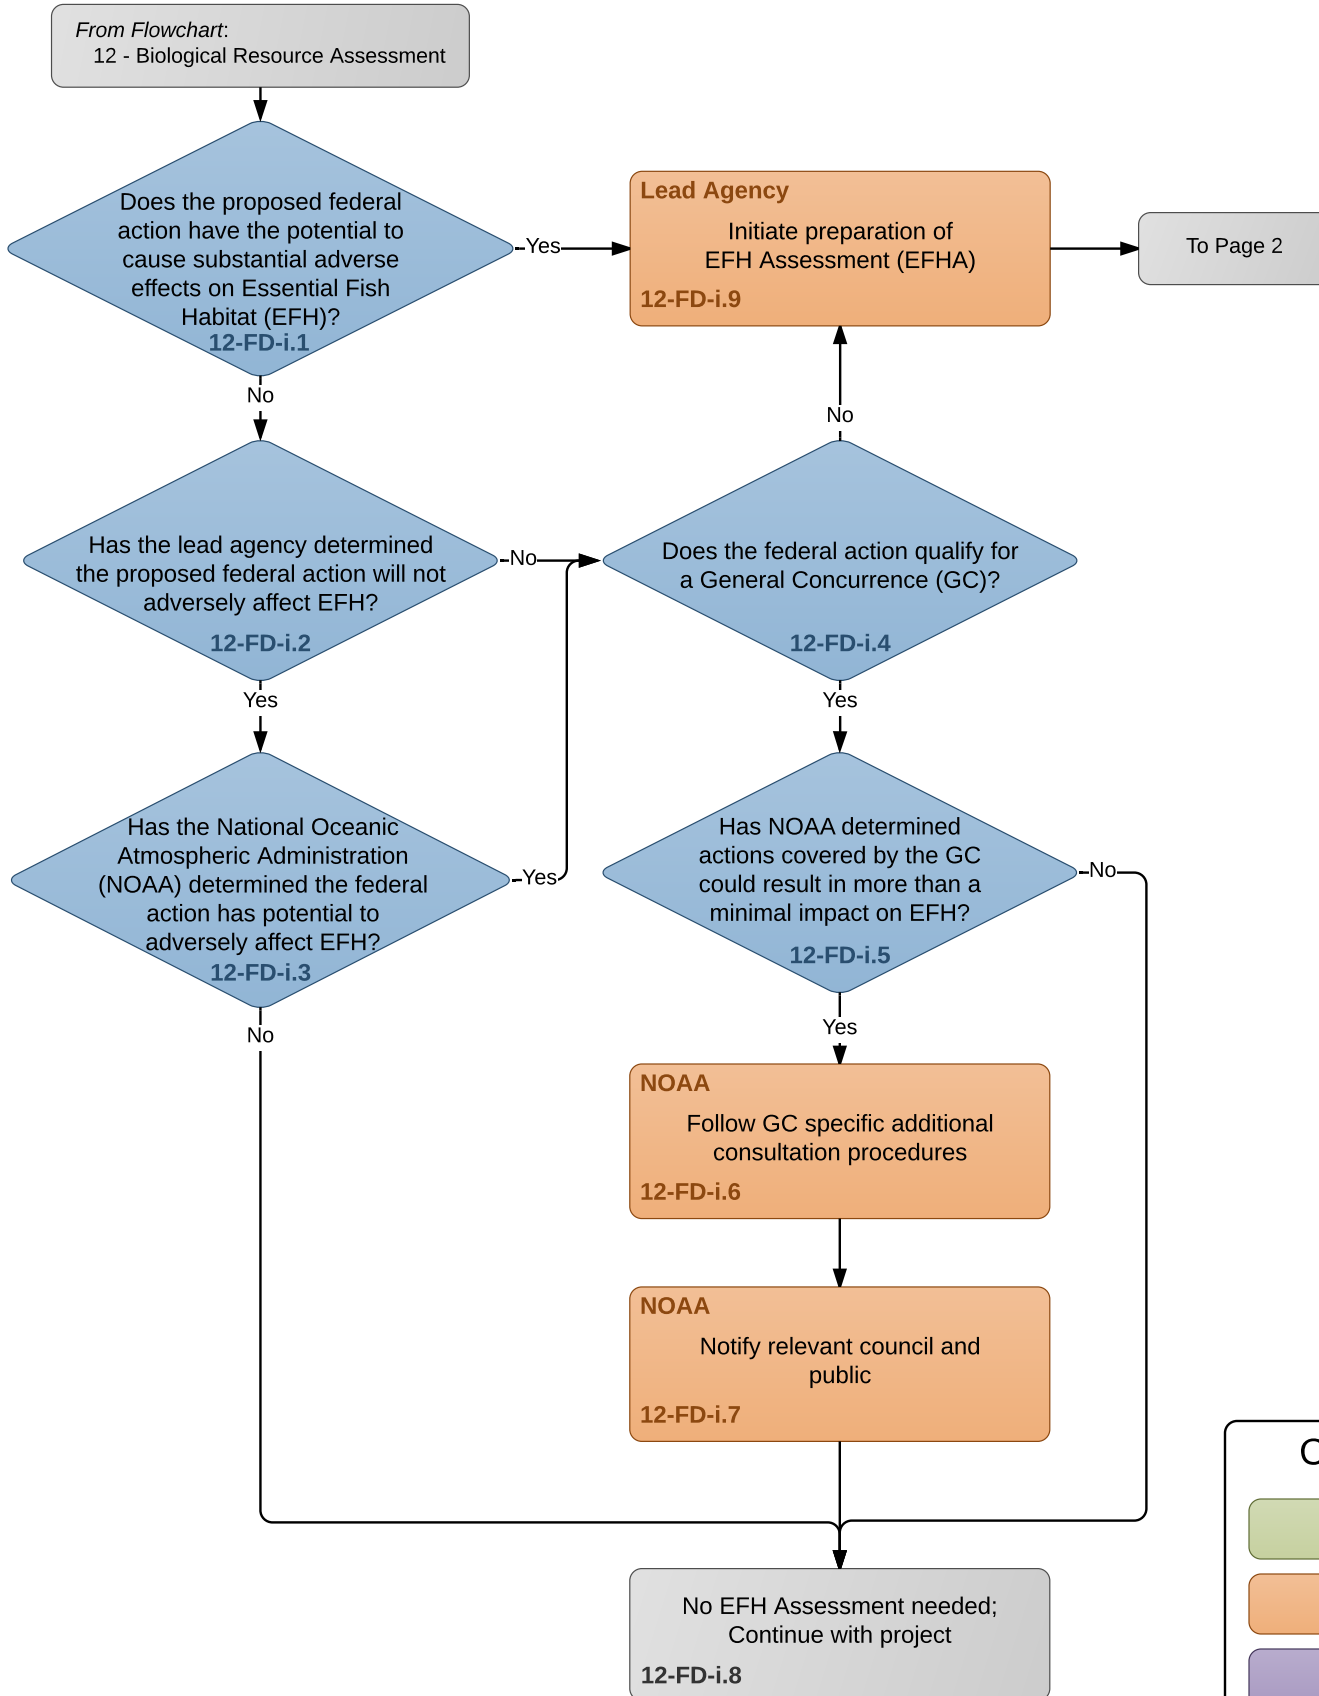 From Flowchart:
12 - Biological Resource Assessment
Does the proposed federal
action have the potential to
cause substantial adverse
effects on Essential Fish
Habitat (EFH)?
12-FD-i.1
Yes
Lead Agency
Initiate preparation of
EFH Assessment (EFHA)
12-FD-i.9
To Page 2
No
No
Has the lead agency determined
the proposed federal action will not
adversely affect EFH?
12-FD-i.2
No
Does the federal action qualify for
a General Concurrence (GC)?
12-FD-i.4
Yes
Yes
Has the National Oceanic
Atmospheric Administration
(NOAA) determined the federal
action has potential to
adversely affect EFH?
12-FD-i.3
Yes
Has NOAA determined
actions covered by the GC
could result in more than a
minimal impact on EFH?
12-FD-i.5
No
No
Yes
NOAA
Follow GC specific additional
consultation procedures
12-FD-i.6
NOAA
Notify relevant council and
public
12-FD-i.7
No EFH Assessment needed;
Continue with project
12-FD-i.8